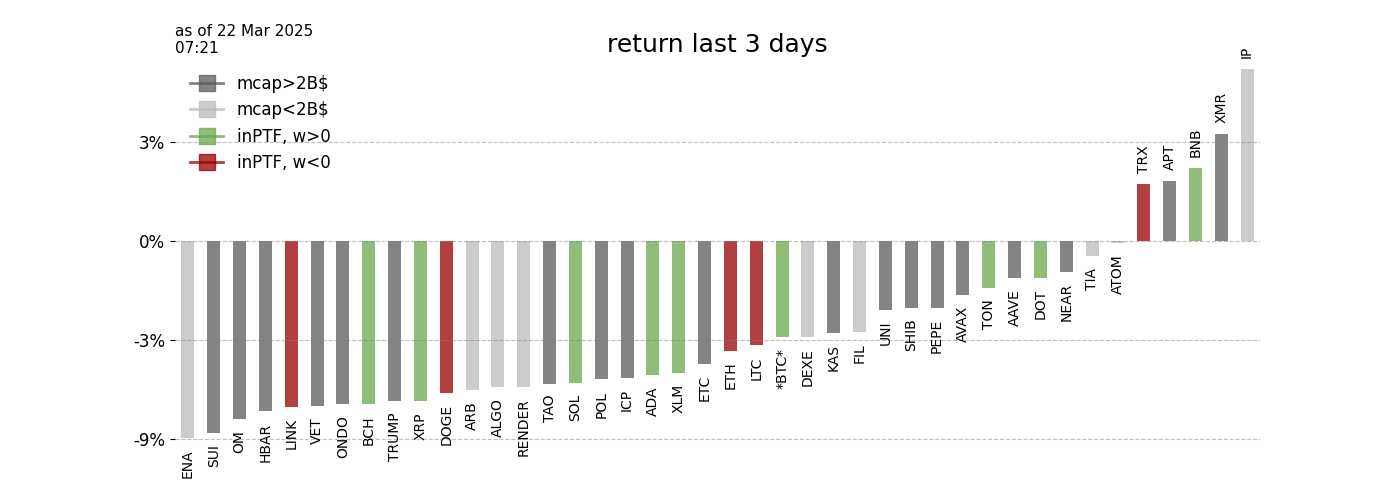 as of 22 Mar 2025
07:21
return last 3 days
mcap>2B$
mcap<2B$
inPTF, w>0
inPTF, w<0
3%
0%
-3%
-9%
ENA
SUI
OM
HBAR
LINK
VET
ONDO
BCH
TRUMP
XRP
DOGE
ARB
ALGO
RENDER
TAO
SOL
POL
ICP
ADA
XLM
ETC
ETH
LTC
*BTC*
DEXE
KAS
FIL
UNI
SHIB
PEPE
AVAX
TON
AAVE
DOT
NEAR
TIA
ATOM
TRX
APT
BNB
XMR
IP